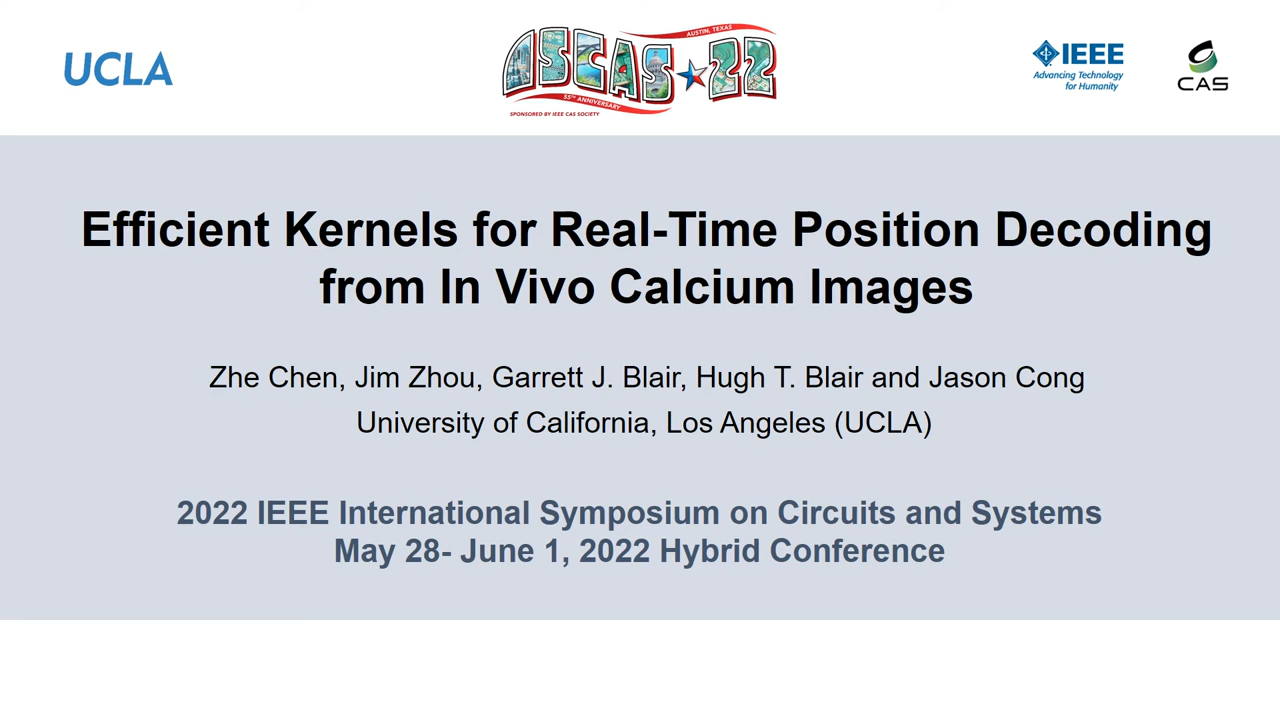 UCLA
AUSTIN, TEXAS
ISCAS★22
55TH ANNIVERSARY
SPONSORED BY IEEE CAS SOCIETY
IEEE
Advancing Technology
for Humanity
CAS
Efficient Kernels for Real-Time Position Decoding
from In Vivo Calcium Images
Zhe Chen, Jim Zhou, Garrett J. Blair, Hugh T. Blair and Jason Cong
University of California, Los Angeles (UCLA)
2022 IEEE International Symposium on Circuits and Systems
May 28- June 1, 2022 Hybrid Conference